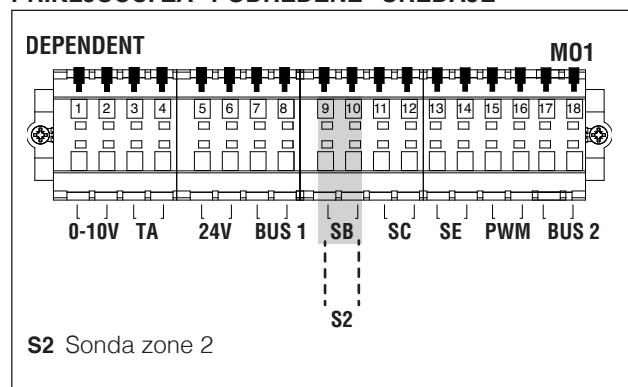 DEPENDENT
M01
1 2 3 4 5 6 7 8 9 10 11 12 13 14 15 16 17 18
0-10V TA 24V BUS 1 SB SC SE PWM BUS 2
S2
S2 Sonda zone 2